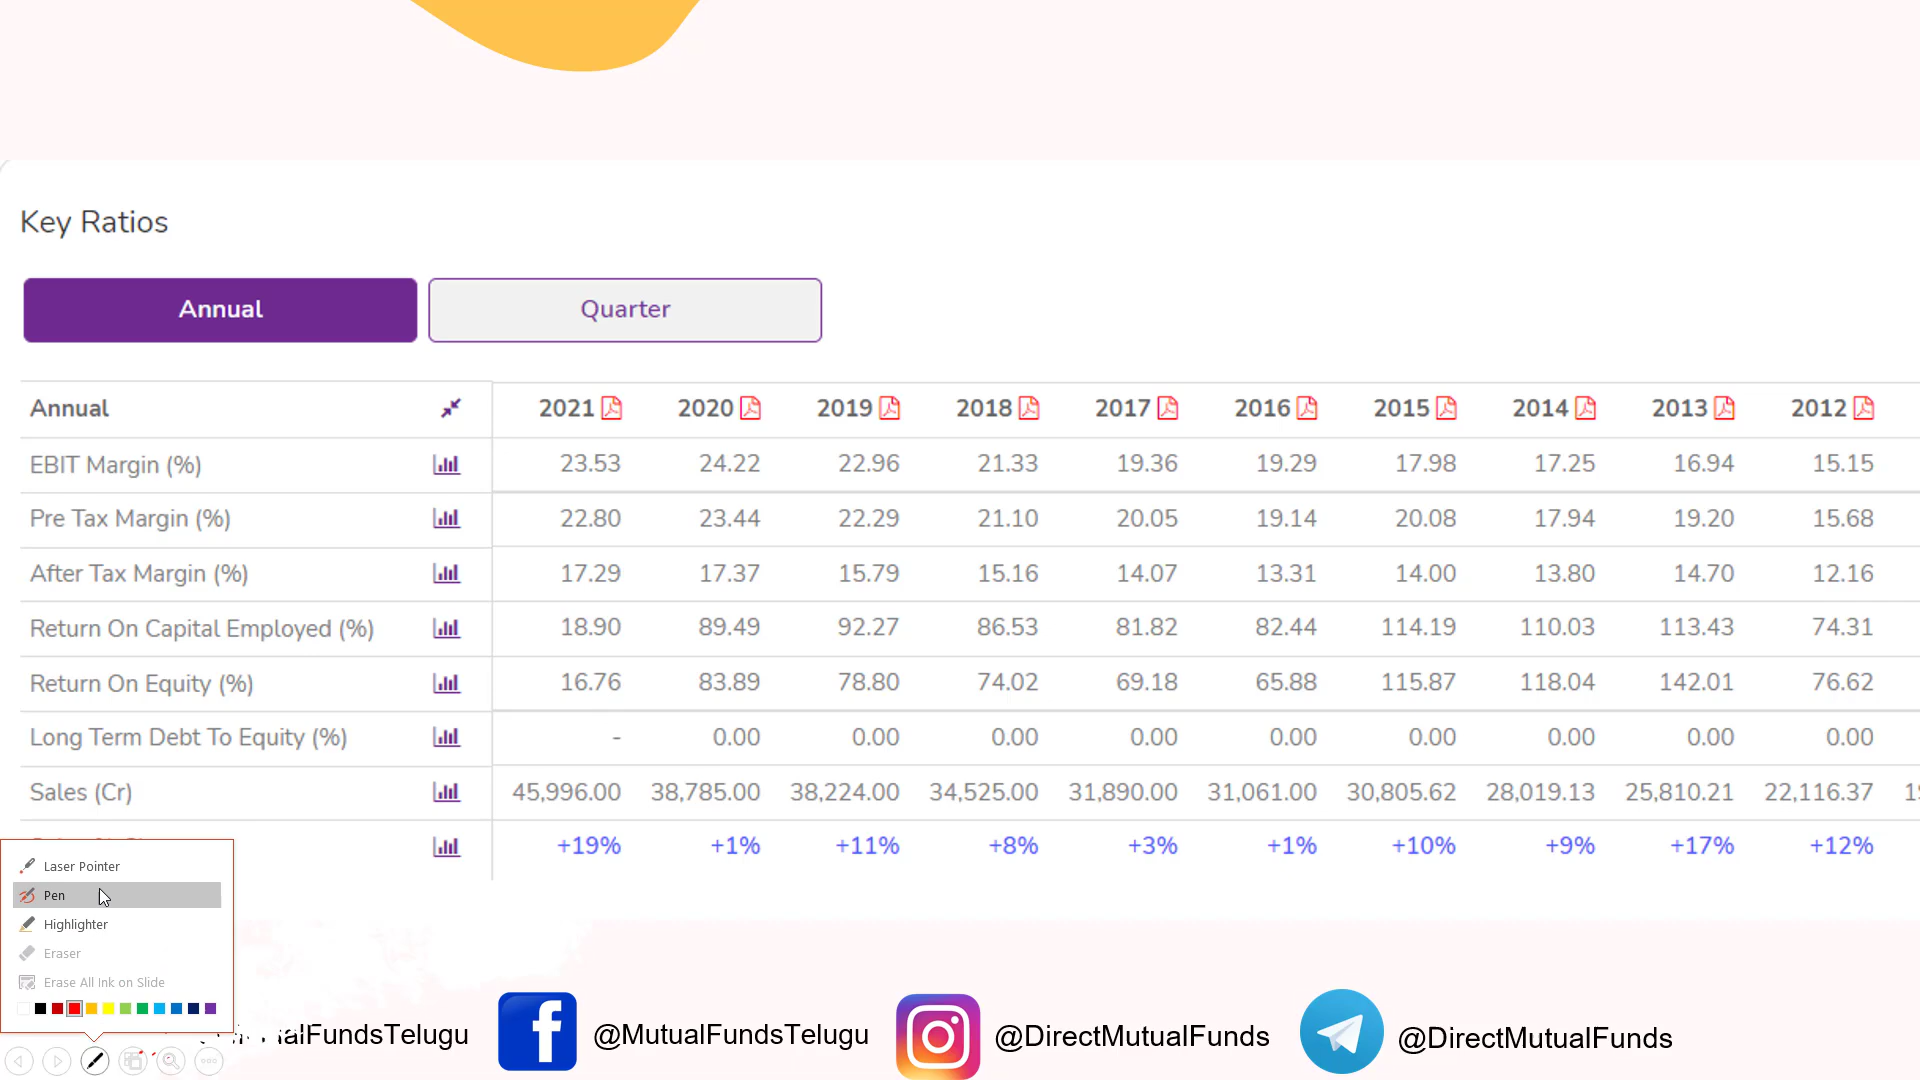 Key Ratios
Annual Quarter
Annual 2021 2020 2019 2018 2017 2016 2015 2014 2013 2012
EBIT Margin (%) 23.53 24.22 22.96 21.33 19.36 19.29 17.98 17.25 16.94 15.15
Pre Tax Margin (%) 22.80 23.44 22.29 21.10 20.05 19.14 20.08 17.94 19.20 15.68
After Tax Margin (%) 17.29 17.37 15.79 15.16 14.07 13.31 14.00 13.80 14.70 12.16
Return On Capital Employed (%) 18.90 89.49 92.27 86.53 81.82 82.44 114.19 110.03 113.43 74.31
Return On Equity (%) 16.76 83.89 78.80 74.02 69.18 65.88 115.87 118.04 142.01 76.62
Long Term Debt To Equity (%) - 0.00 0.00 0.00 0.00 0.00 0.00 0.00 0.00 0.00
Sales (Cr) 45,996.00 38,785.00 38,224.00 34,525.00 31,890.00 31,061.00 30,805.62 28,019.13 25,810.21 22,116.37
+19% +1% +11% +8% +3% +1% +10% +9% +17% +12%
Laser Pointer
Pen
Highlighter
Eraser
Erase All Ink on Slide
alFundsTelugu @MutualFundsTelugu @DirectMutualFunds @DirectMutualFunds